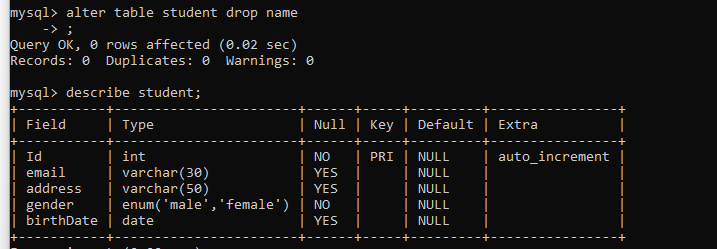 mysql> alter table student drop name
    -> ;
Query OK, 0 rows affected (0.02 sec)
Records: 0  Duplicates: 0  Warnings: 0
mysql> describe student;
+-----------+-----------------------+------+-----+---------+----------------+
| Field     | Type                  | Null | Key | Default | Extra          |
+-----------+-----------------------+------+-----+---------+----------------+
| Id        | int                   | NO   | PRI | NULL    | auto_increment |
| email     | varchar(30)           | YES  |     | NULL    |                |
| address   | varchar(50)           | YES  |     | NULL    |                |
| gender    | enum('male','female') | NO   |     | NULL    |                |
| birthDate | date                  | YES  |     | NULL    |                |
+-----------+-----------------------+------+-----+---------+----------------+